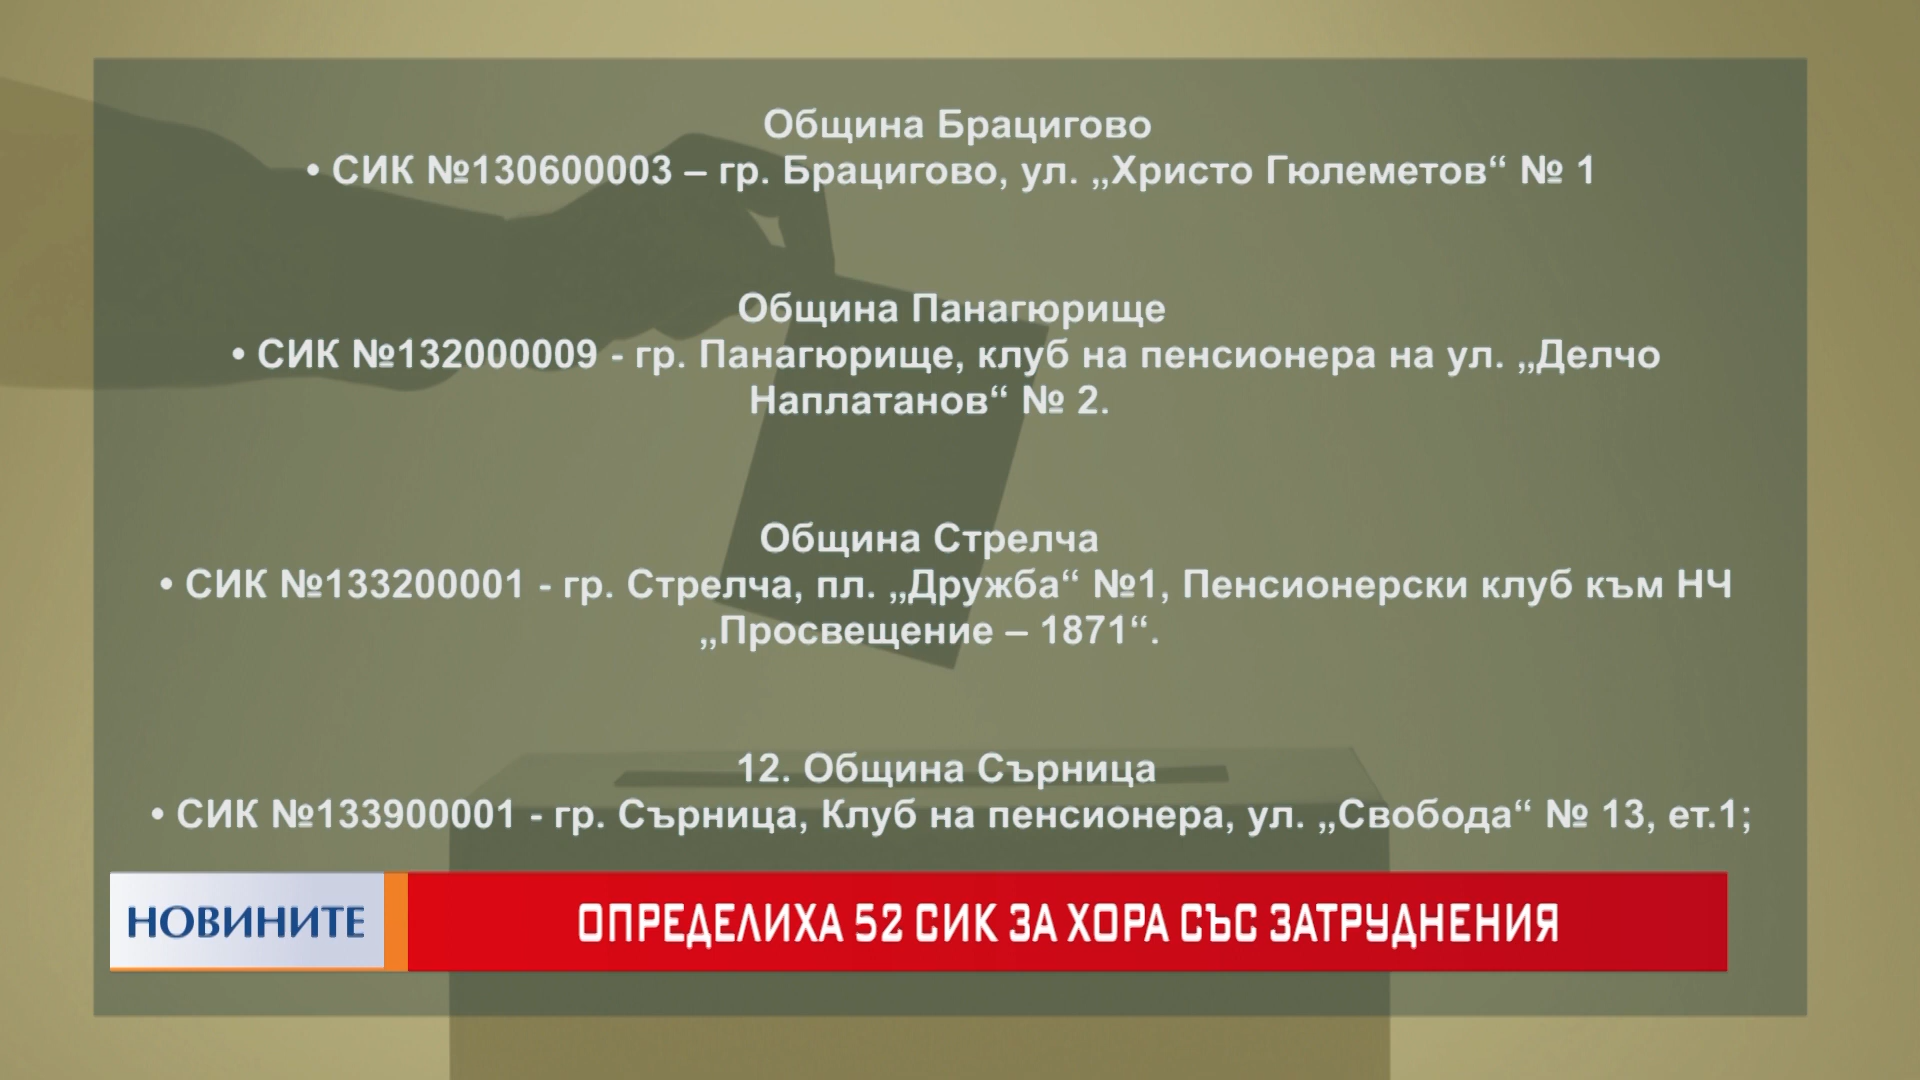 Община Брацигово
• СИК №130600003 – гр. Брацигово, ул. „Христо Гюлеметов“ № 1
Община Панагюрище
• СИК №132000009 - гр. Панагюрище, клуб на пенсионера на ул. „Делчо
Наплатанов“ № 2.
Община Стрелча
• СИК №133200001 - гр. Стрелча, пл. „Дружба“ №1, Пенсионерски клуб към НЧ
„Просвещение – 1871“.
12. Община Сърница
• СИК №133900001 - гр. Сърница, Клуб на пенсионера, ул. „Свобода“ № 13, ет.1;
НОВИНИТЕ
ОПРЕДЕЛИХА 52 СИК ЗА ХОРА СЪС ЗАТРУДНЕНИЯ